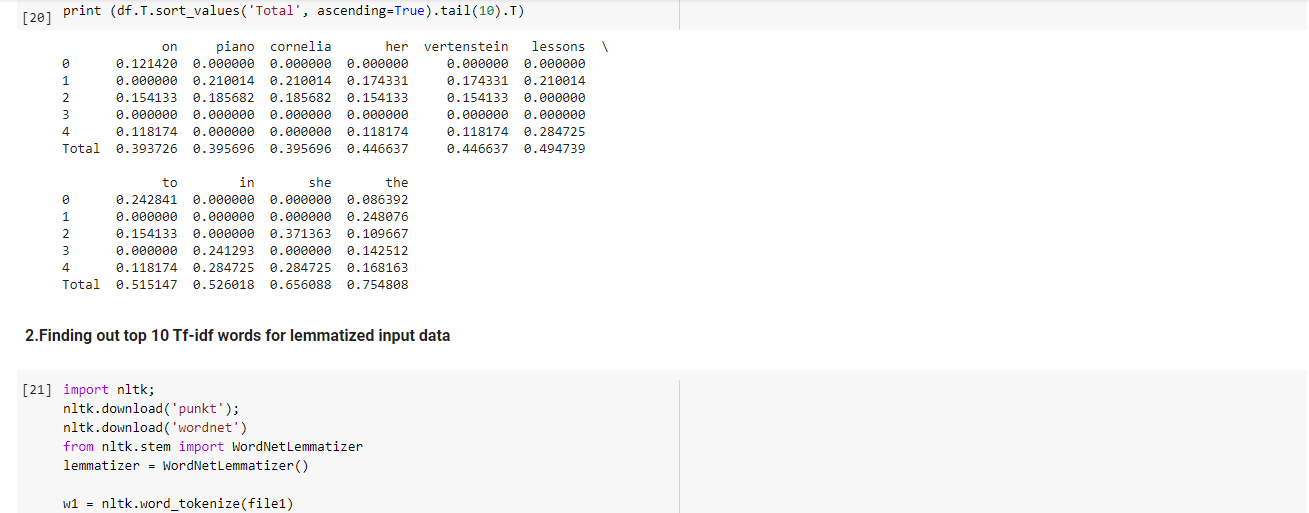 [20] print (df.T.sort_values('Total', ascending=True).tail(10).T)
on piano cornelia her vertenstein lessons \
0 0.121420 0.000000 0.000000 0.000000 0.000000 0.000000
1 0.000000 0.210014 0.210014 0.174331 0.174331 0.210014
2 0.154133 0.185682 0.185682 0.154133 0.154133 0.000000
3 0.000000 0.000000 0.000000 0.000000 0.000000 0.000000
4 0.118174 0.000000 0.000000 0.118174 0.118174 0.284725
Total 0.393726 0.395696 0.395696 0.446637 0.446637 0.494739
to in she the
0 0.242841 0.000000 0.000000 0.086392
1 0.000000 0.000000 0.000000 0.248076
2 0.154133 0.000000 0.371363 0.109667
3 0.000000 0.241293 0.000000 0.142512
4 0.118174 0.284725 0.284725 0.168163
Total 0.515147 0.526018 0.656088 0.754808
2.Finding out top 10 Tf-idf words for lemmatized input data
[21] import nltk;
nltk.download('punkt');
nltk.download('wordnet')
from nltk.stem import WordNetLemmatizer
lemmatizer = WordNetLemmatizer()
w1 = nltk.word_tokenize(file1)